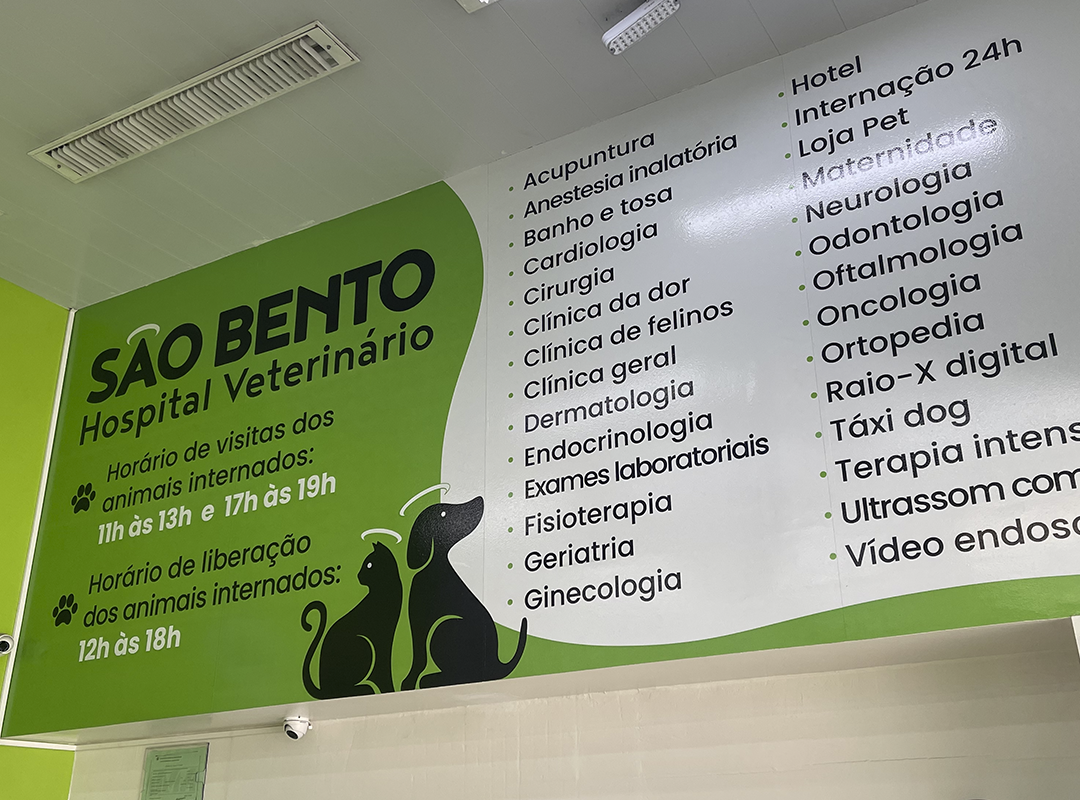 SÃO BENTO
Hospital Veterinário
Horário de visitas dos
animais internados:
11h às 13h e 17h às 19h
Horário de liberação
dos animais internados:
12h às 18h
Acupuntura
Anestesia inalatória
Banho e tosa
Cardiologia
Cirurgia
Clínica da dor
Clínica de felinos
Clínica geral
Dermatologia
Endocrinologia
Exames laboratoriais
Fisioterapia
Geriatria
Ginecologia
Hotel
Internação 24h
Loja Pet
Maternidade
Neurologia
Odontologia
Oftalmologia
Oncologia
Ortopedia
Raio-X digital
Táxi dog
Terapia intens
Ultrassom com
Vídeo endosc